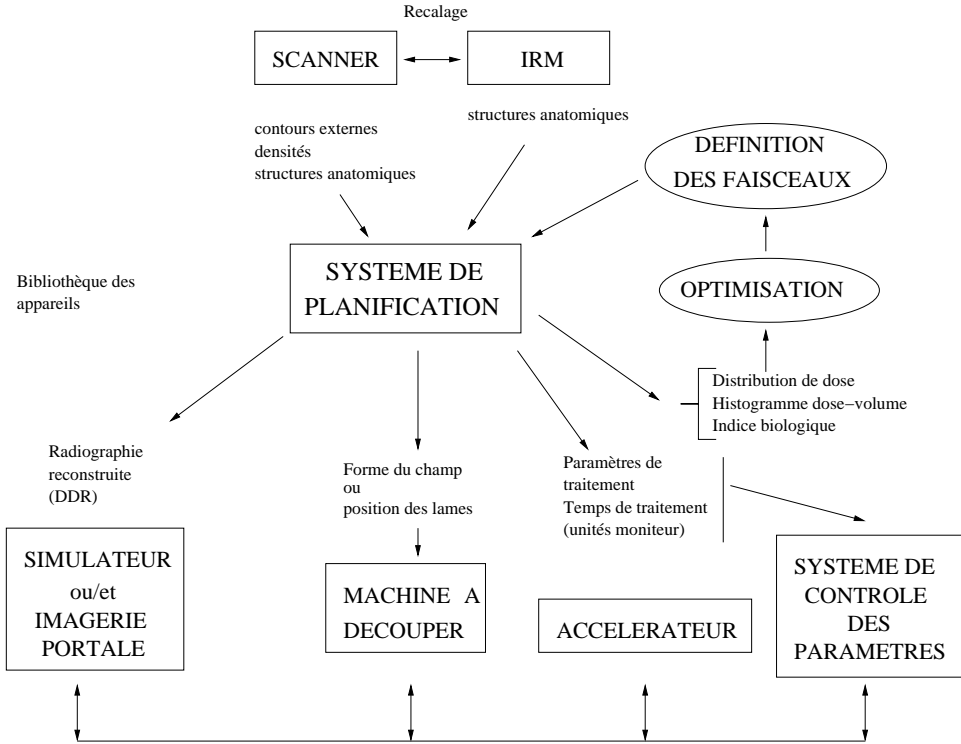 Recalage
SCANNER
IRM
contours externes
densités
structures anatomiques
structures anatomiques
DEFINITION
DES FAISCEAUX
SYSTEME DE
PLANIFICATION
Bibliothèque des
appareils
OPTIMISATION
Distribution de dose
Histogramme dose−volume
Indice biologique
Radiographie
reconstruite
(DDR)
Forme du champ
ou
position des lames
Paramètres de
traitement
Temps de traitement
(unités moniteur)
SIMULATEUR
ou/et
IMAGERIE
PORTALE
MACHINE A
DECOUPER
ACCELERATEUR
SYSTEME DE
CONTROLE
DES
PARAMETRES